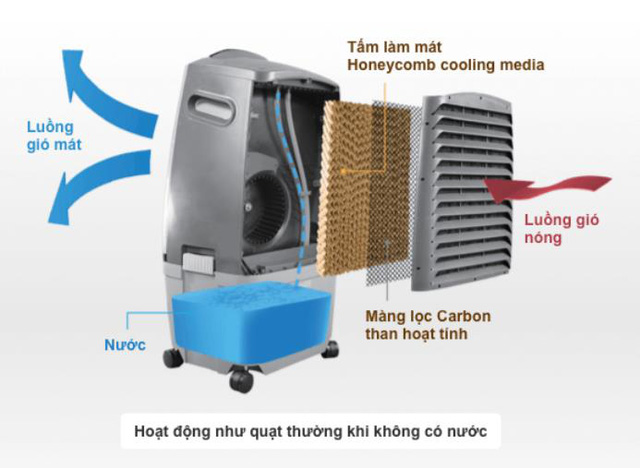 Tấm làm mát
Honeycomb cooling media
Luồng
gió mát
Luồng gió
nóng
Màng lọc Carbon
than hoạt tính
Nước
Hoạt động như quạt thường khi không có nước